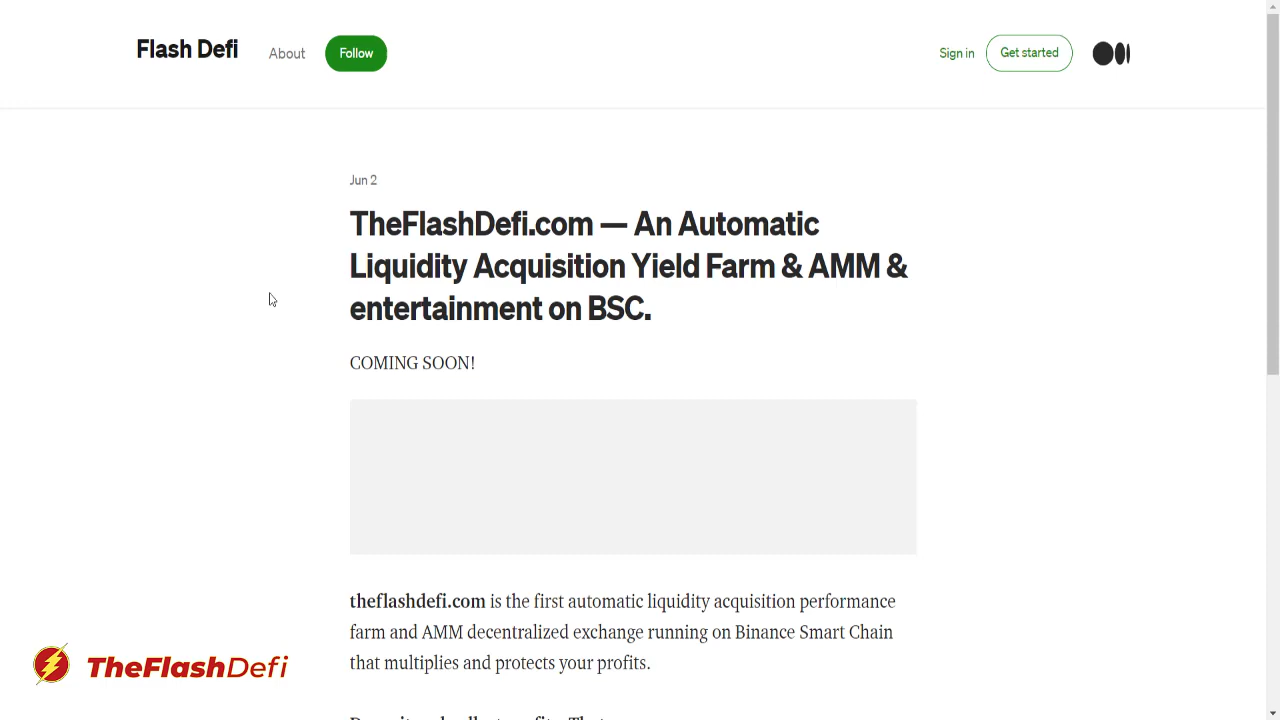 Flash Defi
About
Follow
Sign in
Get started
Jun 2
TheFlashDefi.com — An Automatic
Liquidity Acquisition Yield Farm & AMM &
entertainment on BSC.
COMING SOON!
theflashdefi.com is the first automatic liquidity acquisition performance
farm and AMM decentralized exchange running on Binance Smart Chain
that multiplies and protects your profits.
TheFlashDefi